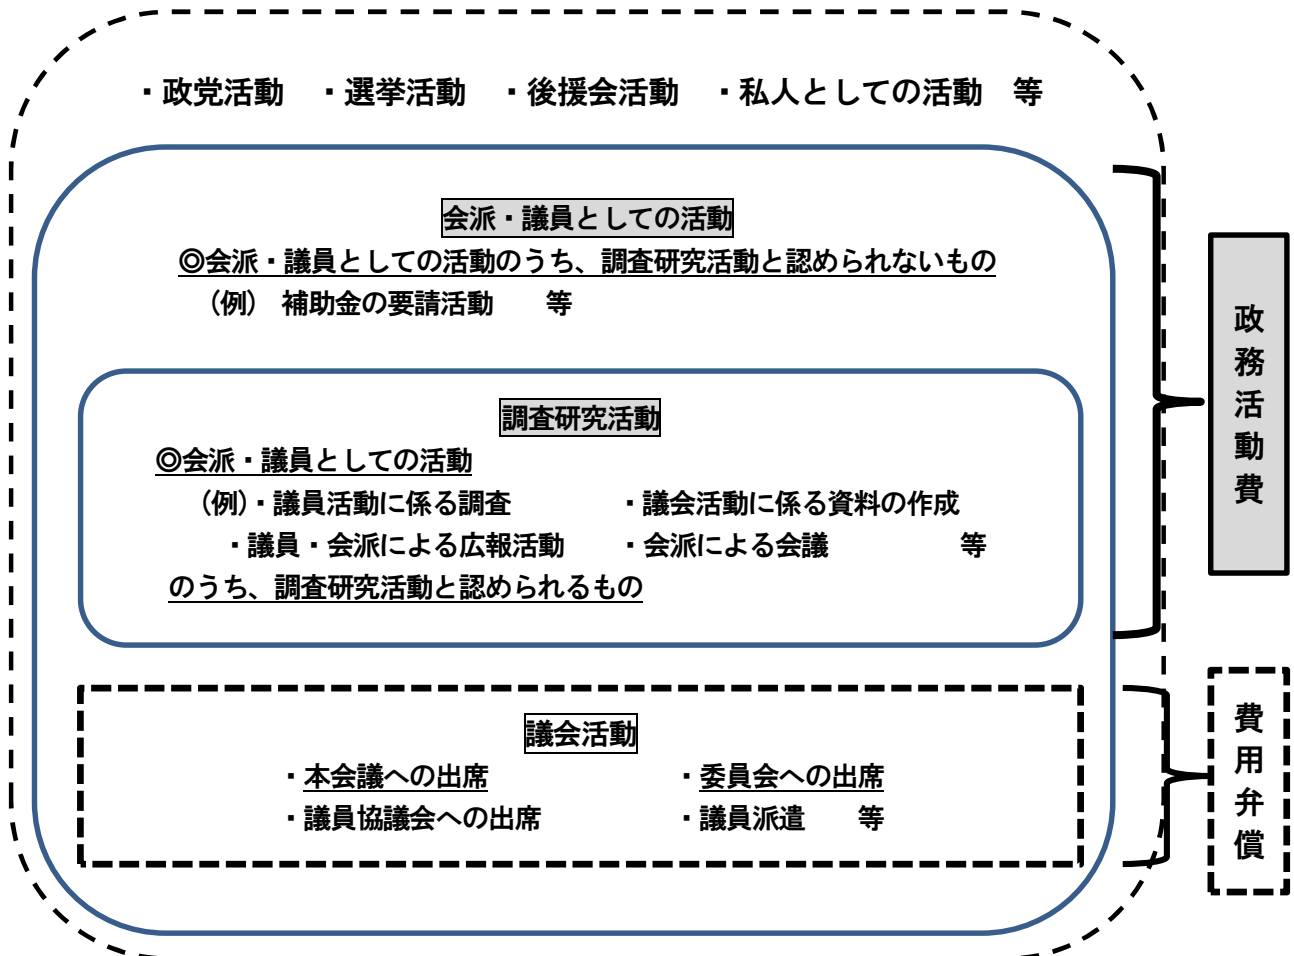 ・政党活動　・選挙活動　・後援会活動　・私人としての活動　等
会派・議員としての活動
◎会派・議員としての活動のうち、調査研究活動と認められないもの
（例）　補助金の要請活動　　等
調査研究活動
◎会派・議員としての活動
（例）・議員活動に係る調査　　・議会活動に係る資料の作成
・議員・会派による広報活動　　・会派による会議　　等
のうち、調査研究活動と認められるもの
政務活動費
議会活動
・本会議への出席　　・委員会への出席
・議員協議会への出席　　・議員派遣　　等
費用弁償